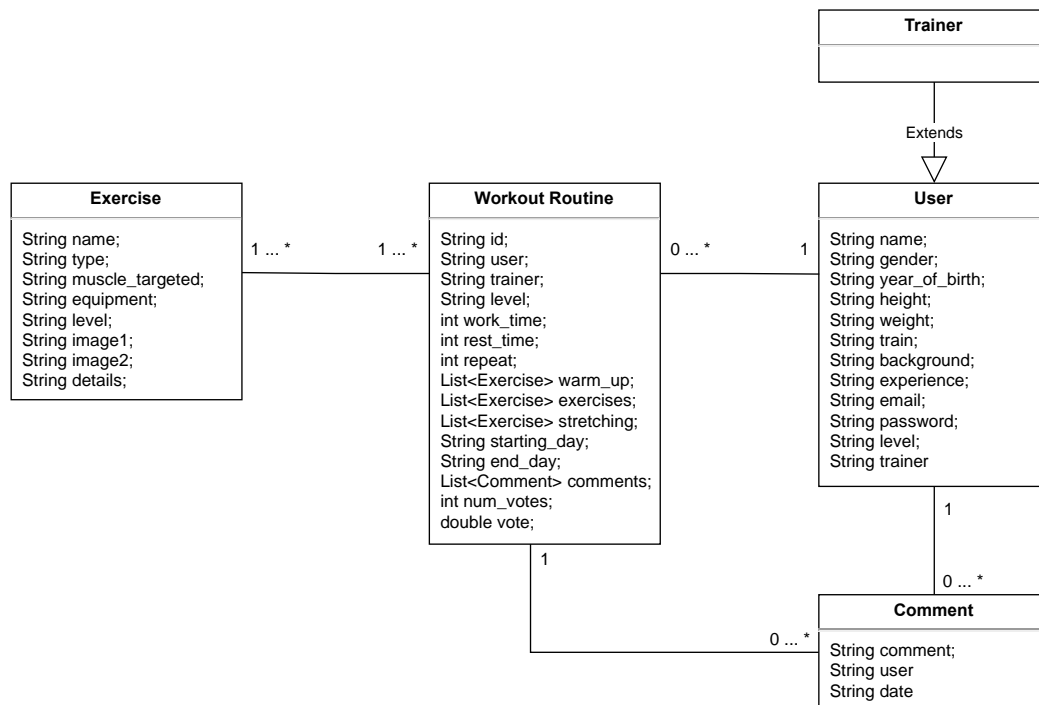 Trainer
Extends
Exercise
String name;
String type;
String muscle_targeted;
String equipment;
String level;
String image1;
String image2;
String details;
1 ... *
1 ... *
Workout Routine
String id;
String user;
String trainer;
String level;
int work_time;
int rest_time;
int repeat;
List<Exercise> warm_up;
List<Exercise> exercises;
List<Exercise> stretching;
String starting_day;
String end_day;
List<Comment> comments;
int num_votes;
double vote;
0 ... *
1
User
String name;
String gender;
String year_of_birth;
String height;
String weight;
String train;
String background;
String experience;
String email;
String password;
String level;
String trainer
1
0 ... *
1
0 ... *
Comment
String comment;
String user
String date